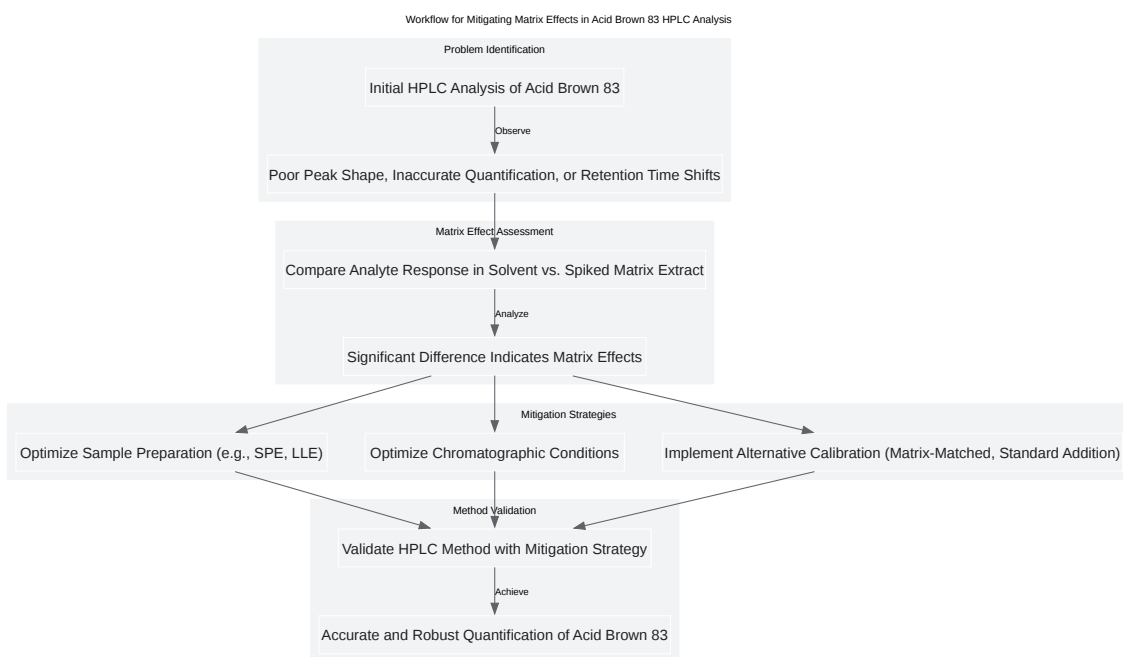 Workflow for Mitigating Matrix Effects in Acid Brown 83 HPLC Analysis
Problem Identification
Initial HPLC Analysis of Acid Brown 83
Observe
Poor Peak Shape, Inaccurate Quantification, or Retention Time Shifts
Matrix Effect Assessment
Compare Analyte Response in Solvent vs. Spiked Matrix Extract
Analyze
Significant Difference Indicates Matrix Effects
Mitigation Strategies
Optimize Sample Preparation (e.g., SPE, LLE)
Optimize Chromatographic Conditions
Implement Alternative Calibration (Matrix-Matched, Standard Addition)
Method Validation
Validate HPLC Method with Mitigation Strategy
Achieve
Accurate and Robust Quantification of Acid Brown 83